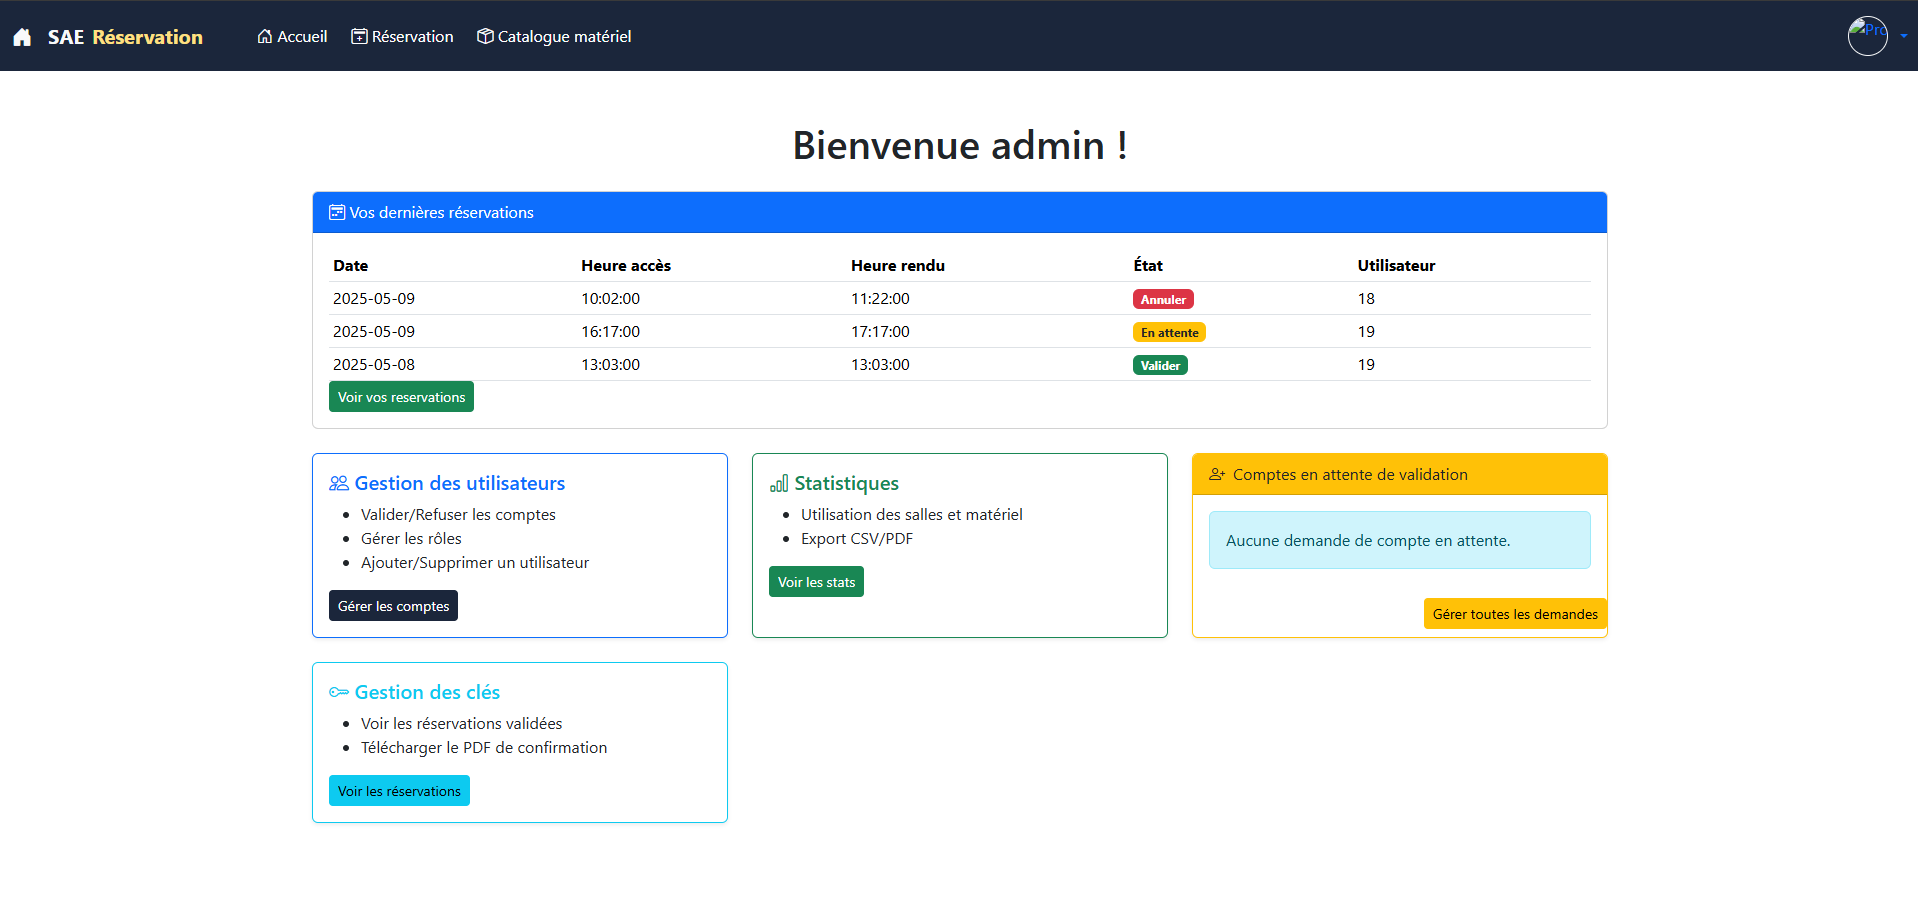 SAE Réservation Accueil Réservation Catalogue matériel Pro
Bienvenue admin !
Vos dernières réservations
Date Heure accès Heure rendu État Utilisateur
2025-05-09 10:02:00 11:22:00 Annuler 18
2025-05-09 16:17:00 17:17:00 En attente 19
2025-05-08 13:03:00 13:03:00 Valider 19
Voir vos reservations
Gestion des utilisateurs
Valider/Refuser les comptes
Gérer les rôles
Ajouter/Supprimer un utilisateur
Gérer les comptes
Statistiques
Utilisation des salles et matériel
Export CSV/PDF
Voir les stats
Comptes en attente de validation
Aucune demande de compte en attente.
Gérer toutes les demandes
Gestion des clés
Voir les réservations validées
Télécharger le PDF de confirmation
Voir les réservations